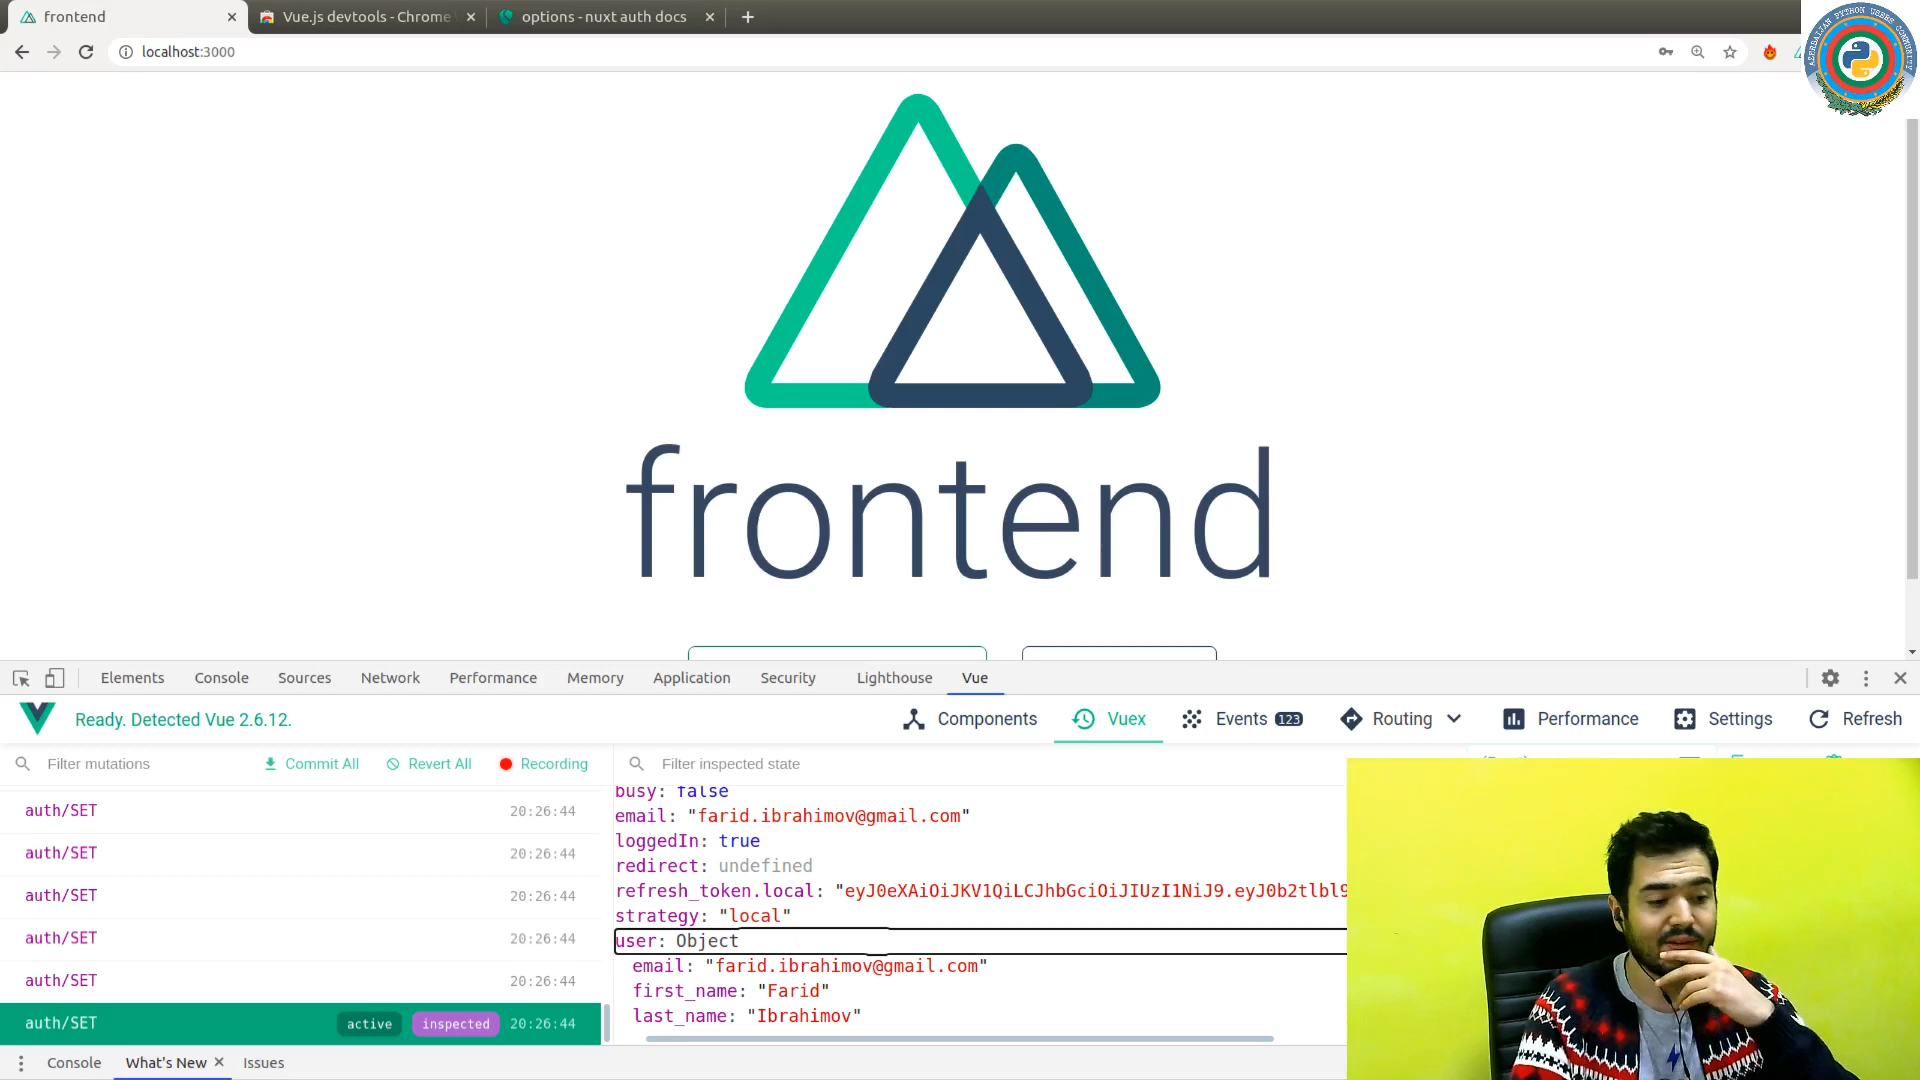 frontend
Vue.js devtools - Chrome
options - nuxt auth docs
localhost:3000
AZERBAIJAN PYTHON USERS COMMUNITY
frontend
Elements Console Sources Network Performance Memory Application Security Lighthouse Vue
Ready. Detected Vue 2.6.12.
Components Vuex Events 123 Routing Performance Settings Refresh
Filter mutations Commit All Revert All Recording
Filter inspected state
auth/SET 20:26:44
auth/SET 20:26:44
auth/SET 20:26:44
auth/SET 20:26:44
auth/SET 20:26:44
auth/SET active inspected 20:26:44
busy: false
email: "farid.ibrahimov@gmail.com"
loggedIn: true
redirect: undefined
refresh_token.local: "eyJ0eXAiOiJKV1QiLCJhbGciOiJIUzI1NiJ9.eyJ0b2tlbl9
strategy: "local"
user: Object
email: "farid.ibrahimov@gmail.com"
first_name: "Farid"
last_name: "Ibrahimov"
Console What's New Issues